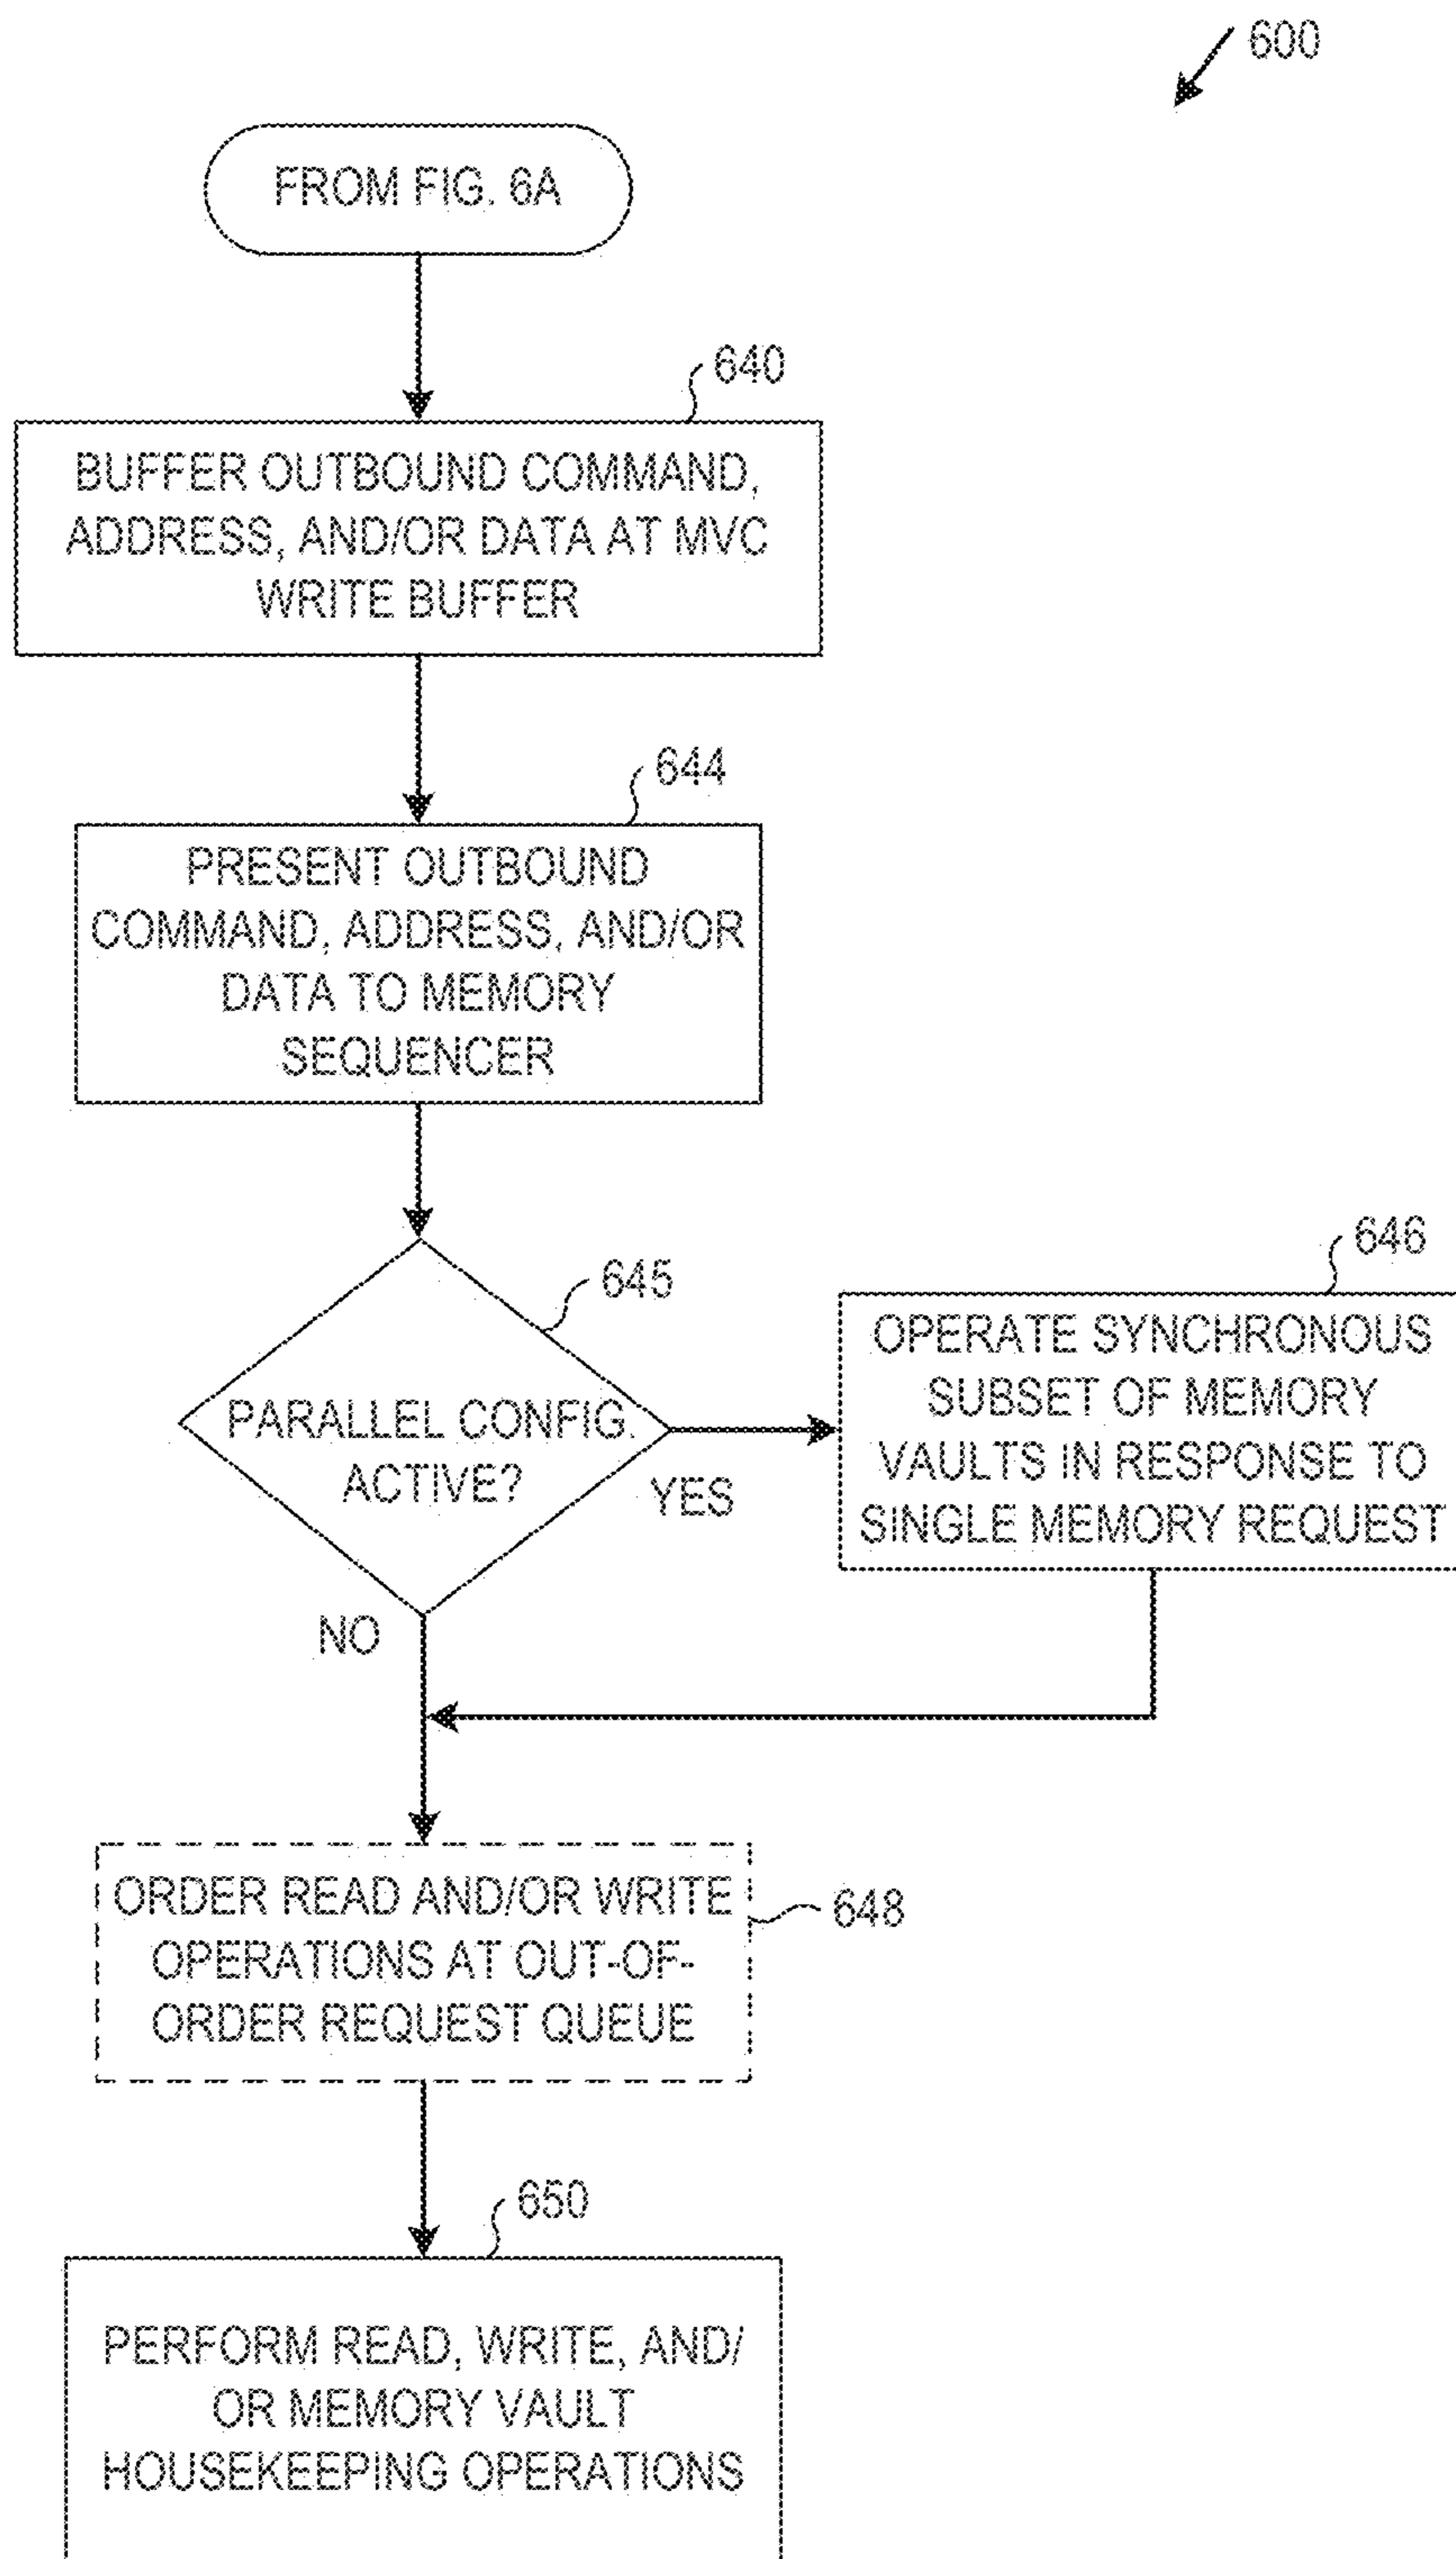 600
FROM FIG. 6A
640
BUFFER OUTBOUND COMMAND,
ADDRESS, AND/OR DATA AT MVC
WRITE BUFFER
644
PRESENT OUTBOUND
COMMAND, ADDRESS, AND/OR
DATA TO MEMORY
SEQUENCER
645
PARALLEL CONFIG.
ACTIVE?
YES
NO
646
OPERATE SYNCHRONOUS
SUBSET OF MEMORY
VAULTS IN RESPONSE TO
SINGLE MEMORY REQUEST
ORDER READ AND/OR WRITE
OPERATIONS AT OUT-OF-
ORDER REQUEST QUEUE
648
650
PERFORM READ, WRITE, AND/
OR MEMORY VAULT
HOUSEKEEPING OPERATIONS